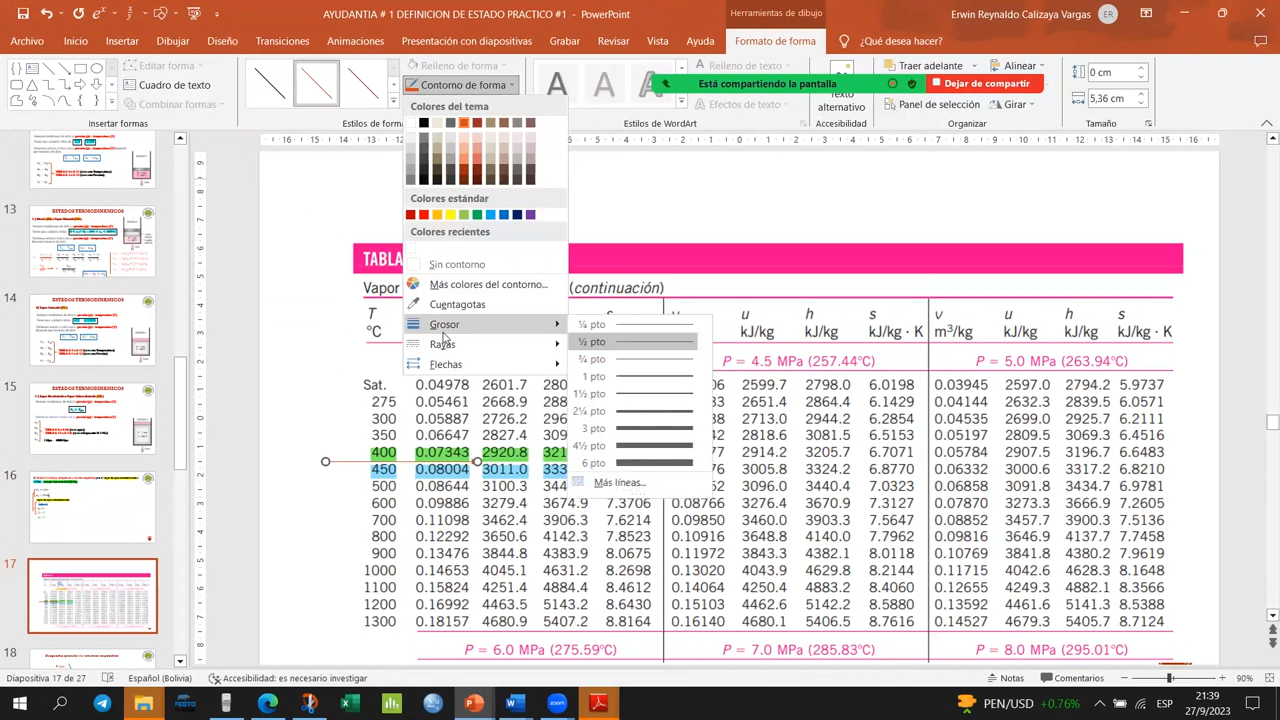 AYUDANTIA # 1 DEFINICION DE ESTADO PRACTICO #1 - PowerPoint
Herramientas de dibujo
Erwin Reynaldo Calizaya Vargas
ER
Archivo Inicio Insertar Dibujar Diseño Transiciones Animaciones Presentación con diapositivas Grabar Revisar Vista Ayuda Formato de forma ¿Qué desea hacer?
Editar forma
Cuadro de texto
Combinar formas
Insertar formas
Relleno de forma
Contorno de forma
Estilos de form
Efectos de texto
Estilos de WordArt
Está compartiendo la pantalla
Dejar de compartir
Texto
alternativo
Accesibilidad
Traer adelante
Panel de selección
Alinear
Girar
Organizar
0 cm
5,36 cm
Tamaño
Colores del tema
Colores estándar
Colores recientes
Sin contorno
Más colores del contorno...
Cuentagotas
Grosor
Rayas
Flechas
¼ pto
½ pto
¾ pto
1 pto
1½ pto
2¼ pto
3 pto
4½ pto
6 pto
Más líneas...
13
ESTADOS TERMODINAMICOS
14
ESTADOS TERMODINAMICOS
15
ESTADOS TERMODINAMICOS
16
17
18
TABLA
Vapor (continuación)
T u h s u h s
°C kJ/kg kJ/kg kJ/kg · K m³/kg kJ/kg kJ/kg kJ/kg · K
P = 4.5 MPa (257.44°C) P = 5.0 MPa (263.94°C)
Sat. 0.04978 2601.7 280 2599.7 2798.0 6.0198 0.03945 2597.0 2794.2 5.9737
275 0.05461 2668.9 288 2651.4 2864.4 6.1429 0.04144 2632.3 2839.5 6.0571
300 0.05887 2726.2 296 2713.0 2944.2 6.2854 0.04535 2699.0 2925.7 6.2111
350 0.06647 2827.4 309 2818.6 3081.5 6.5153 0.05197 2809.5 3069.3 6.4516
400 0.07343 2920.8 321 2914.2 3205.7 6.7071 0.05784 2907.5 3196.7 6.6483
450 0.08004 3011.0 333 3005.8 3324.2 6.8770 0.06332 3000.6 3317.2 6.8210
500 0.08644 3100.3 344 3096.0 3440.4 7.0323 0.06858 3091.8 3434.7 6.9781
600 0.09886 3279.4 3674.9 7.3706 0.08766 3276.4 3670.9 7.3127 0.07870 3273.3 3666.9 7.2605
700 0.11098 3462.4 3906.3 7.6214 0.09850 3460.0 3903.3 7.5647 0.08852 3457.7 3900.3 7.5136
800 0.12292 3650.6 4142.3 7.8523 0.10916 3648.8 4140.0 7.7962 0.09816 3646.9 4137.7 7.7458
900 0.13476 3844.8 4383.9 8.0675 0.11972 3843.3 4382.1 8.0118 0.10769 3841.8 4380.2 7.9619
1000 0.14653 4045.1 4631.2 8.2698 0.13020 4043.9 4629.8 8.2144 0.11715 4042.6 4628.3 8.1648
1100 0.15824 4251.4 4884.4 8.4612 0.14064 4250.4 4883.2 8.4060 0.12655 4249.3 4882.1 8.3566
1200 0.16992 4463.5 5143.2 8.6430 0.15103 4462.6 5142.2 8.5880 0.13592 4461.6 5141.3 8.5388
1300 0.18157 4680.9 5407.2 8.8164 0.16140 4680.1 5406.5 8.7616 0.14527 4679.3 5405.7 8.7124
P = 6.0 MPa (275.59°C) P = 7.0 MPa (285.83°C) P = 8.0 MPa (295.01°C)
Diapositiva 17 de 27 Español (Bolivia) Accesibilidad: es necesario investigar Notas Comentarios 90%
PEN/USD +0.76% ESP 21:39
27/9/2023